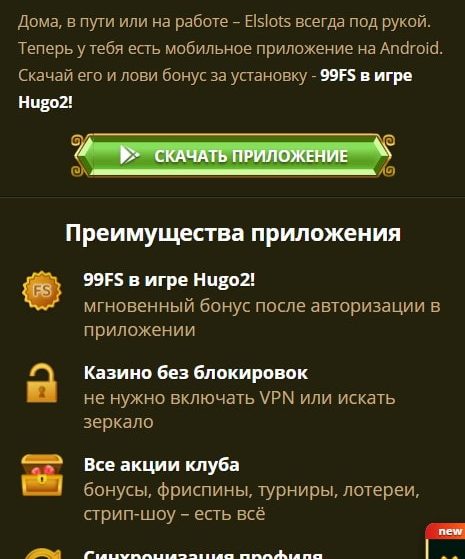 Дома, в пути или на работе – Elslots всегда под рукой.
Теперь у тебя есть мобильное приложение на Android.
Скачай его и лови бонус за установку - 99FS в игре
Hugo2!
СКАЧАТЬ ПРИЛОЖЕНИЕ
Преимущества приложения
FS
99FS в игре Hugo2!
мгновенный бонус после авторизации в
приложении
Казино без блокировок
не нужно включать VPN или искать
зеркало
Все акции клуба
бонусы, фриспины, турниры, лотереи,
стрип-шоу – есть всё
new
Синхронизация профиля